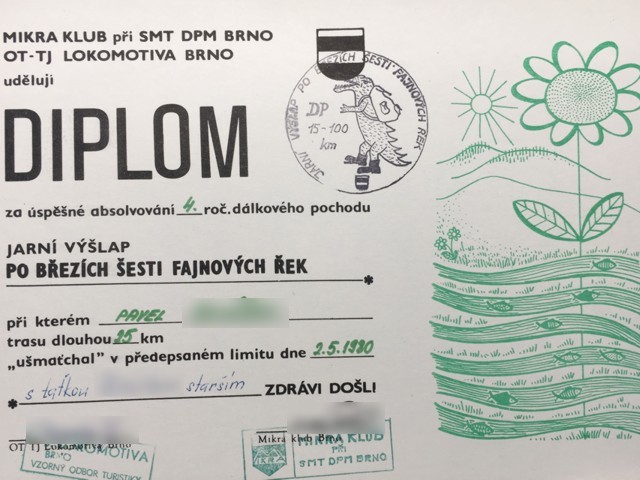 MIKRA KLUB při SMT DPM BRNO
OT-TJ LOKOMOTIVA BRNO
uděluji
DIPLOM
JARNÍ VÝŠLAP PO BŘEZÍCH ŠESTI FAJNOVÝCH ŘEK
DP
15-100
km
za úspěšné absolvování 4. roč. dálkového pochodu
JARNÍ VÝŠLAP
PO BŘEZÍCH ŠESTI FAJNOVÝCH ŘEK
*
při kterém PAVEL
trasu dlouhou 25 km
„ušmaťchal" v předepsaném limitu dne 2.5.1980
* s taťkou starším ZDRÁVI DOŠLI
OT TJ Lokomotiva Brno
Mikra klub Brno
LOKOMOTIVA
BRNO
VZORNÝ ODBOR TURISTIKY
MIKRA
MIKRA KLUB
PŘI
SMT DPM BRNO